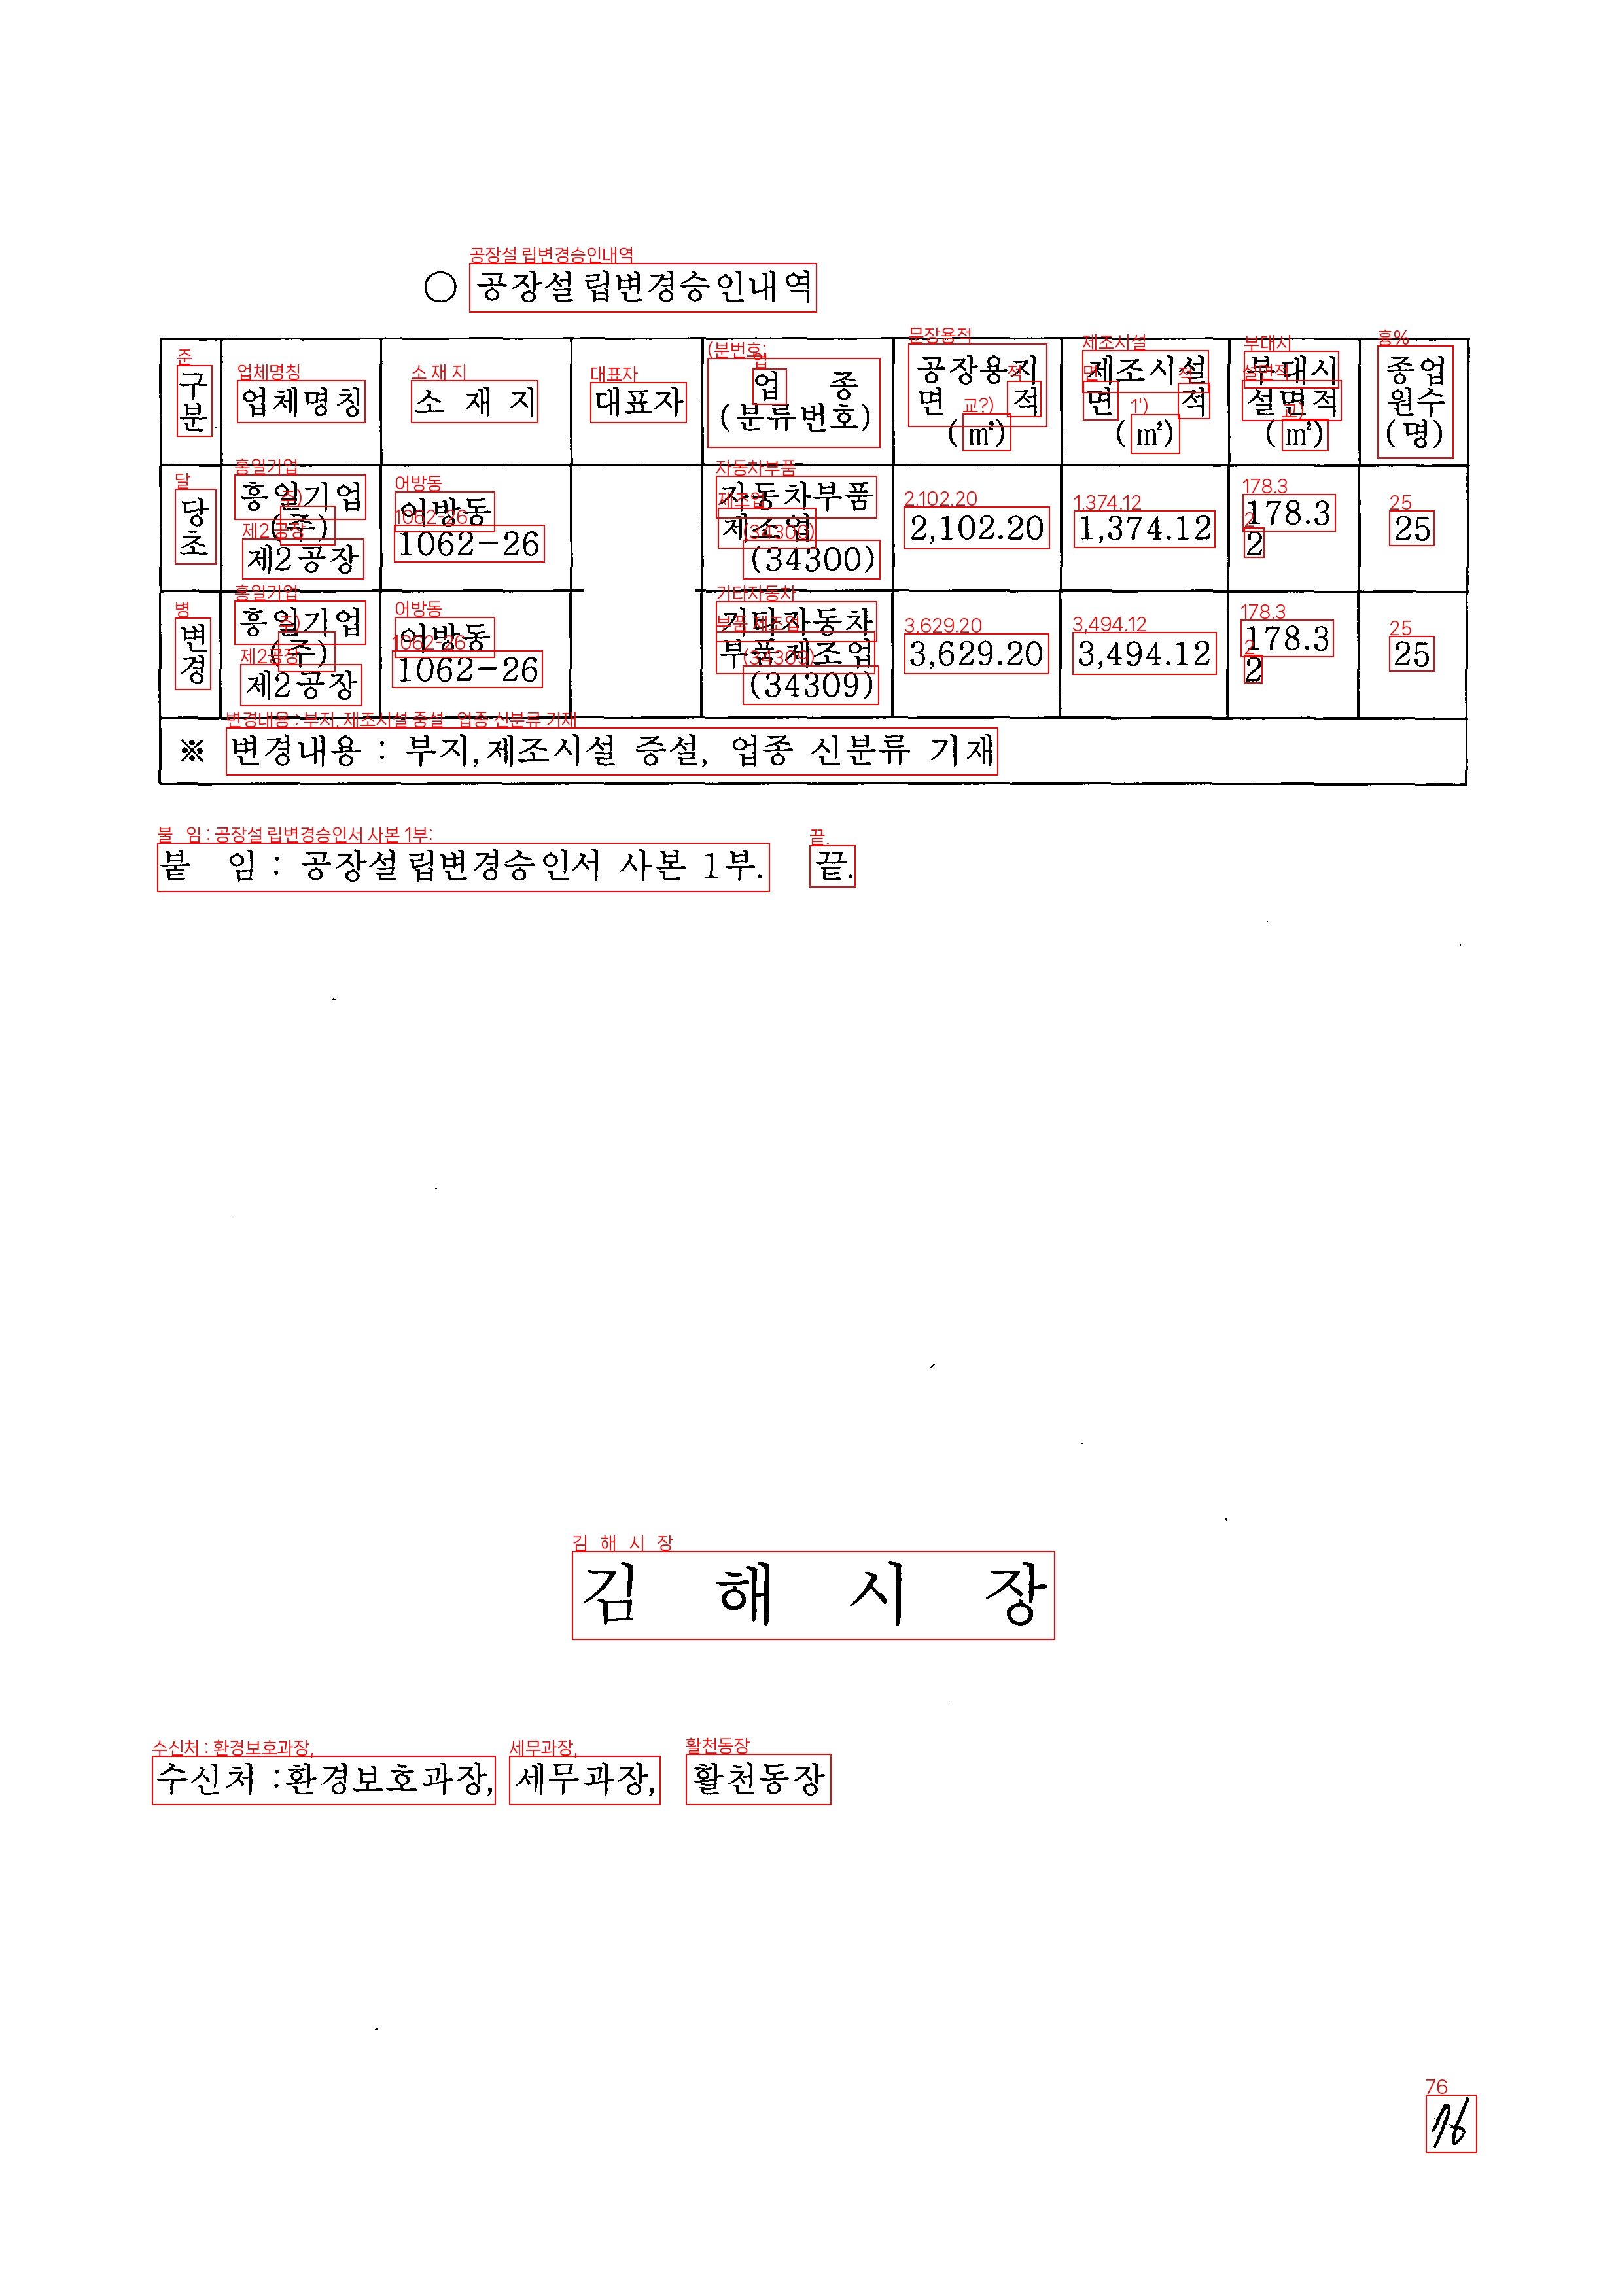 ○ 공장설립변경승인내역
구분 업체명칭 소 재 지 대표자 업 종 (분류번호) 공장용지 면 적 (㎡) 제조시설 면 적 (㎡) 부대시설면적 (㎡) 종업원수 (명)
당초 흥일기업 (주) 제2공장 어방동 1062-26 자동차부품 제조업 (34300) 2,102.20 1,374.12 178.32 25
변경 흥일기업 (주) 제2공장 어방동 1062-26 기타자동차 부품제조업 (34309) 3,629.20 3,494.12 178.32 25
※ 변경내용 : 부지,제조시설 증설, 업종 신분류 기재
붙 임 : 공장설립변경승인서 사본 1부. 끝.
김 해 시 장
수신처 :환경보호과장, 세무과장, 활천동장
76